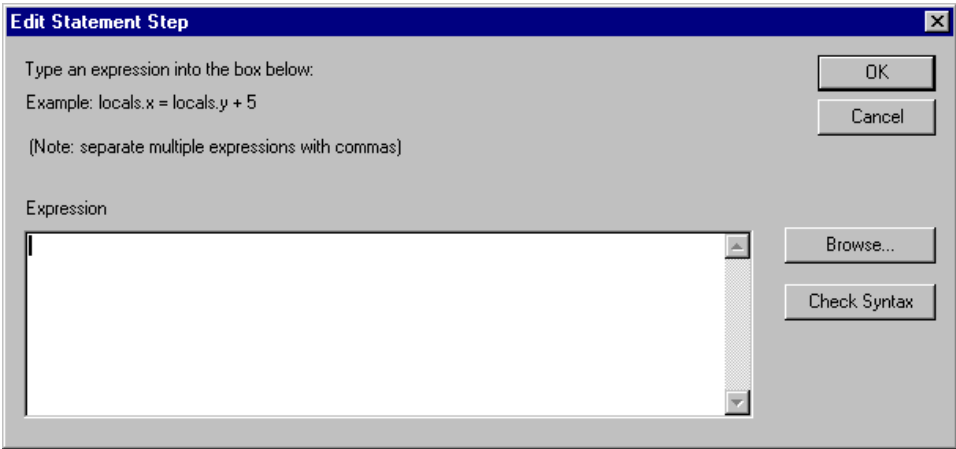 Edit Statement Step
Type an expression into the box below:
OK
Example: locals.x = locals.y + 5
Cancel
(Note: separate multiple expressions with commas)
Expression
Browse...
Check Syntax